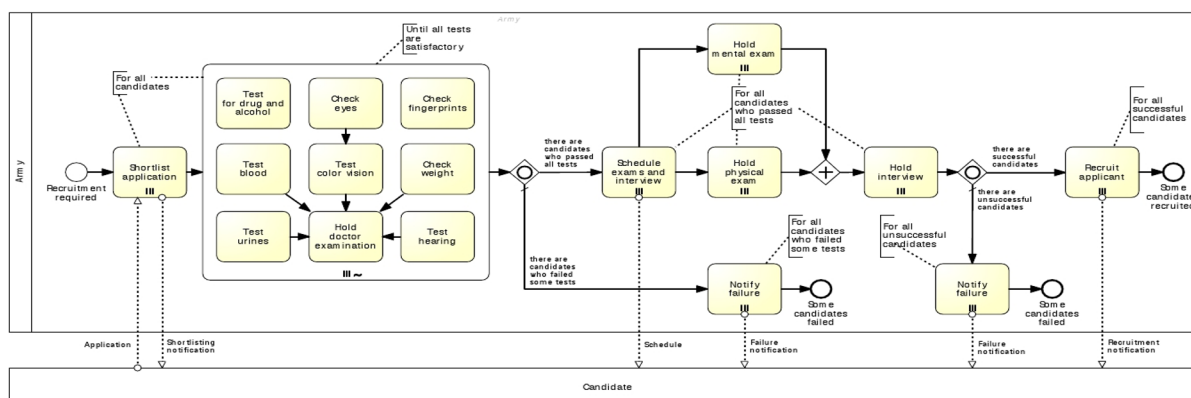 Army
Army
Until all tests
are
satisfactory
For all
candidates
Test
for drug and
alcohol
Check
eyes
Check
fingerprints
Test
blood
Test
color vision
Check
weight
Test
urines
Hold
doctor
examination
Test
hearing
Recruitment
required
Shortlist
application
there are
candidates
who passed
all tests
there are
candidates
who failed
some tests
Schedule
exams and
interview
Hold
mental exam
For all
candidates
who passed
all tests
Hold
physical
exam
Hold
interview
there are
successful
candidates
there are
unsuccessful
candidates
For all
successful
candidates
Recruit
applicant
Some
candidate
recruited
For all
candidates
who failed
some tests
Notify
failure
Some
candidates
failed
For all
unsuccessful
candidates
Notify
failure
Some
candidates
failed
Application
Shortlisting
notification
Schedule
Failure
notification
Failure
notification
Recruitment
notification
Candidate